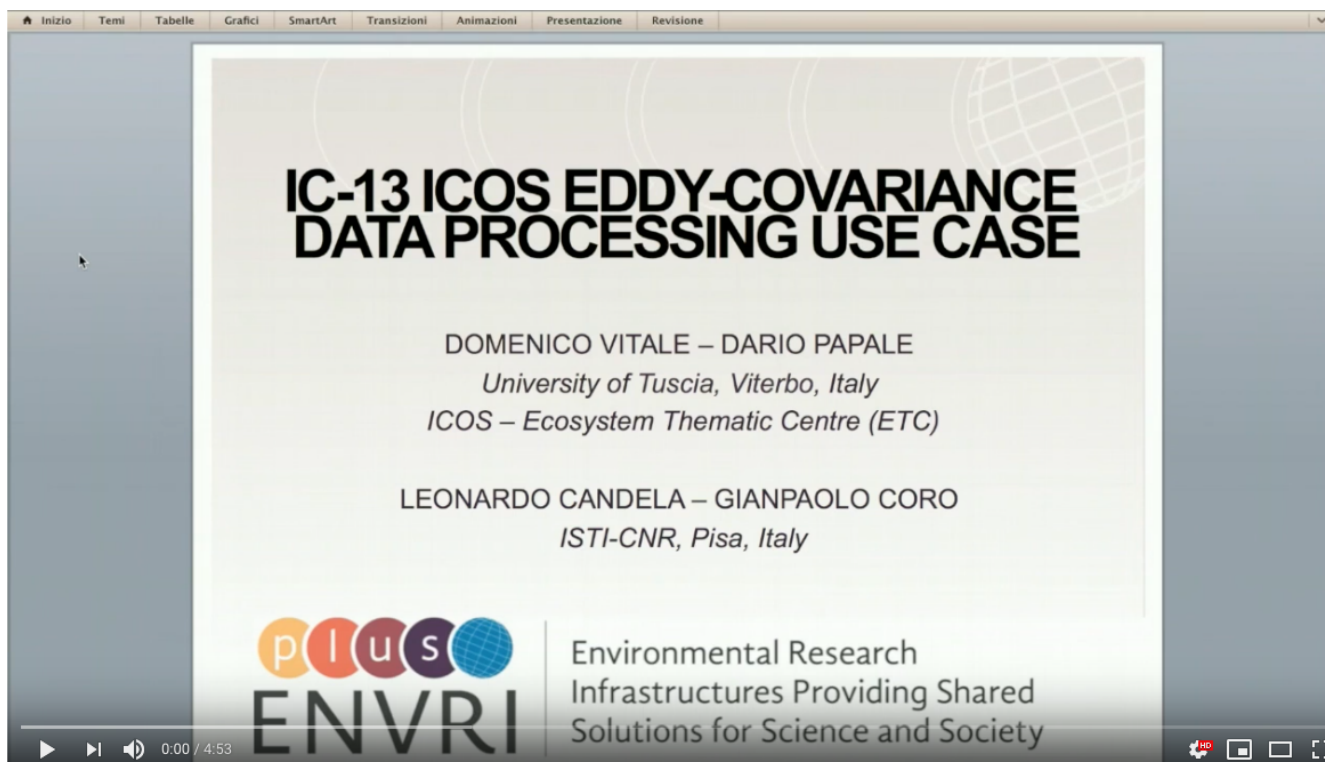 Inizio Temi Tabelle Grafici SmartArt Transizioni Animazioni Presentazione Revisione
IC-13 ICOS EDDY-COVARIANCE
DATA PROCESSING USE CASE
DOMENICO VITALE – DARIO PAPALE
University of Tuscia, Viterbo, Italy
ICOS – Ecosystem Thematic Centre (ETC)
LEONARDO CANDELA – GIANPAOLO CORO
ISTI-CNR, Pisa, Italy
plus
ENVRI
Environmental Research
Infrastructures Providing Shared
Solutions for Science and Society
0:00 / 4:53
HD